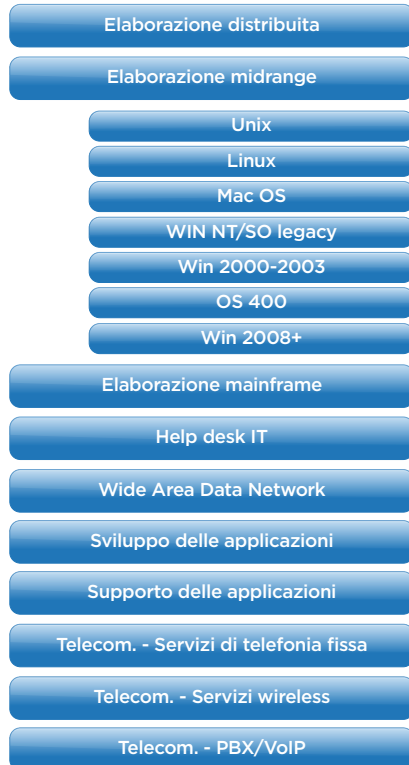 Elaborazione distribuita
Elaborazione midrange
Unix
Linux
Mac OS
WIN NT/SO legacy
Win 2000-2003
OS 400
Win 2008+
Elaborazione mainframe
Help desk IT
Wide Area Data Network
Sviluppo delle applicazioni
Supporto delle applicazioni
Telecom. - Servizi di telefonia fissa
Telecom. - Servizi wireless
Telecom. - PBX/VoIP